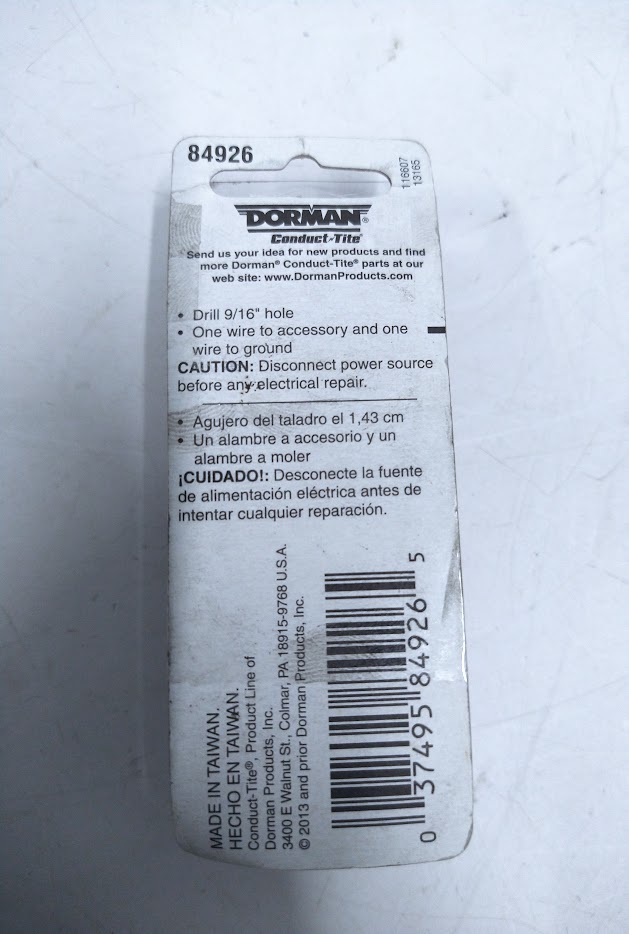 84926
116607
13165
DORMAN®
Conduct-Tite®
Send us your idea for new products and find
more Dorman® Conduct-Tite® parts at our
web site: www.DormanProducts.com
• Drill 9/16" hole
• One wire to accessory and one
wire to ground
CAUTION: Disconnect power source
before any electrical repair.
• Agujero del taladro el 1,43 cm
• Un alambre a accesorio y un
alambre a moler
¡CUIDADO!: Desconecte la fuente
de alimentación eléctrica antes de
intentar cualquier reparación.
MADE IN TAIWAN.
HECHO EN TAIWAN.
Conduct-Tite®, Product Line of
Dorman Products, Inc.
3400 E Walnut St., Colmar, PA 18915-9768 U.S.A.
© 2013 and prior Dorman Products, Inc.
0 37495 84926 5